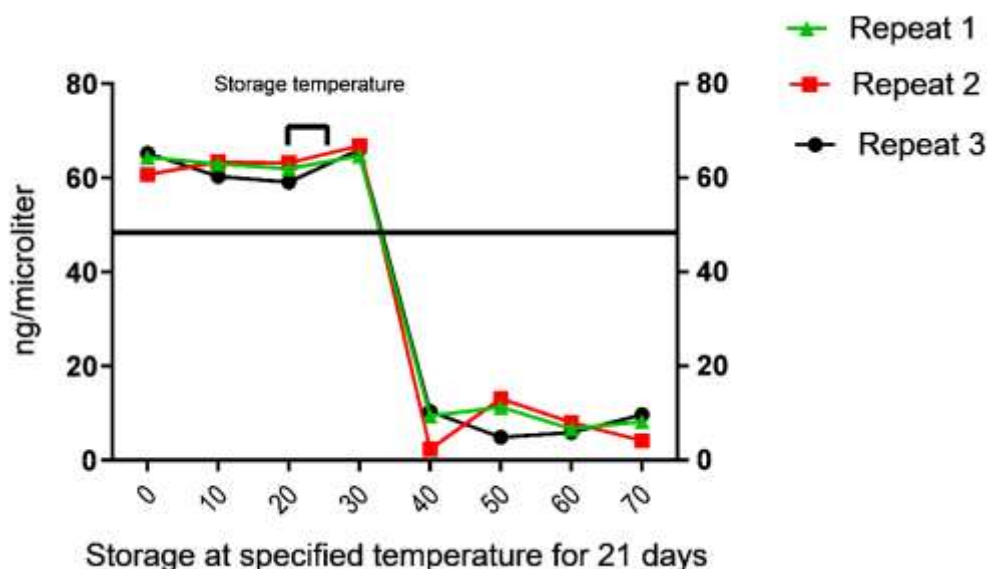 Repeat 1
Repeat 2
Repeat 3
Storage temperature
80
60
40
20
0
80
60
40
20
0
ng/microliter
0 10 20 30 40 50 60 70
Storage at specified temperature for 21 days